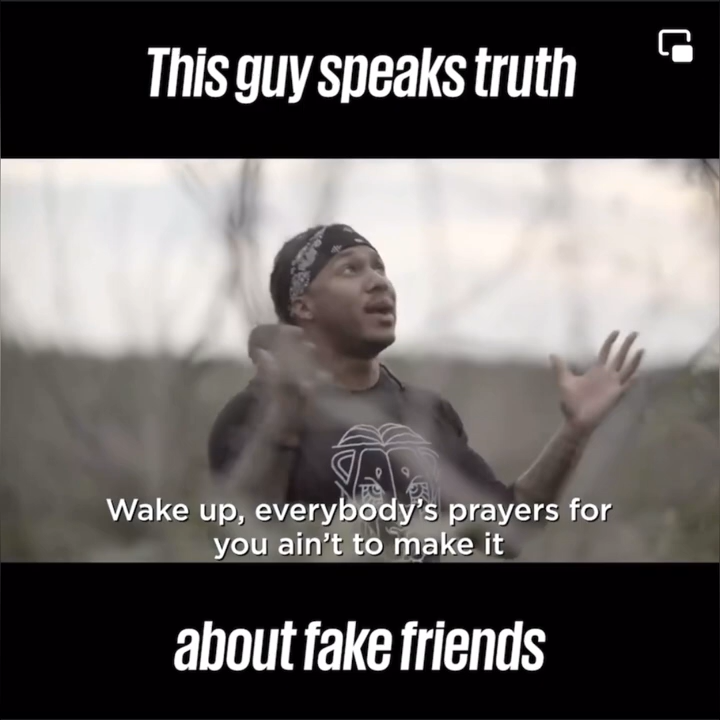 This guy speaks truth
Wake up, everybody's prayers for
you ain't to make it
about fake friends